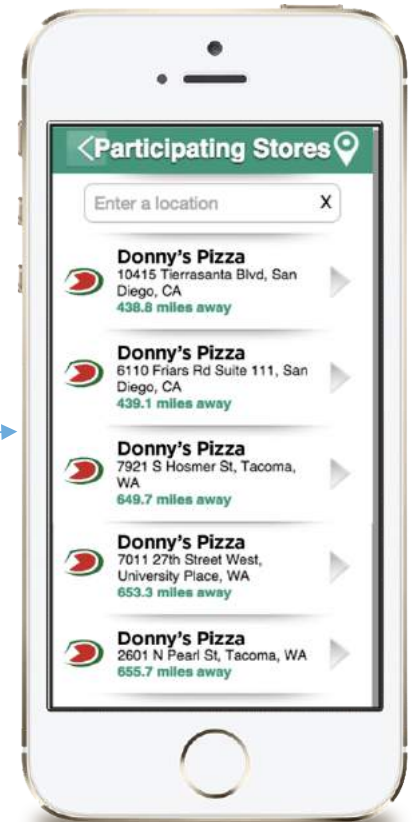 Participating Stores
Enter a location X
Donny's Pizza
10415 Tierrasanta Blvd, San
Diego, CA
438.8 miles away
Donny's Pizza
6110 Friars Rd Suite 111, San
Diego, CA
439.1 miles away
Donny's Pizza
7921 S Hosmer St, Tacoma,
WA
649.7 miles away
Donny's Pizza
7011 27th Street West,
University Place, WA
653.3 miles away
Donny's Pizza
2601 N Pearl St, Tacoma, WA
655.7 miles away